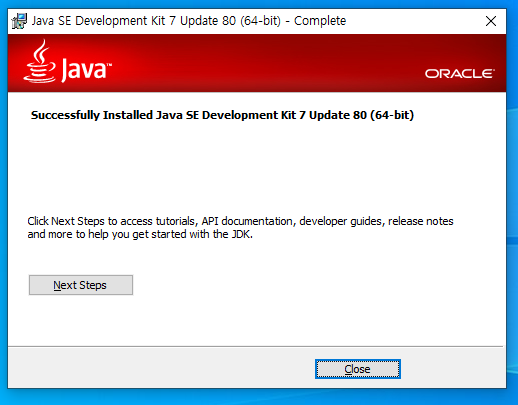 Java SE Development Kit 7 Update 80 (64-bit) - Complete
Java™
ORACLE®
Successfully Installed Java SE Development Kit 7 Update 80 (64-bit)
Click Next Steps to access tutorials, API documentation, developer guides, release notes
and more to help you get started with the JDK.
Next Steps
Close